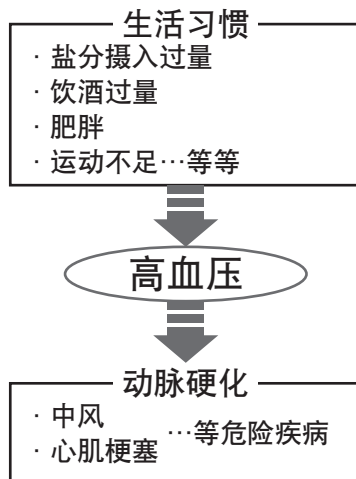 生活习惯
· 盐分摄入过量
· 饮酒过量
· 肥胖
· 运动不足…等等
高血压
动脉硬化
· 中风
· 心肌梗塞
…等危险疾病